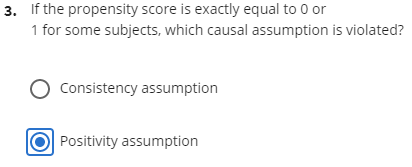 3. If the propensity score is exactly equal to 0 or
1 for some subjects, which causal assumption is violated?
Consistency assumption
Positivity assumption